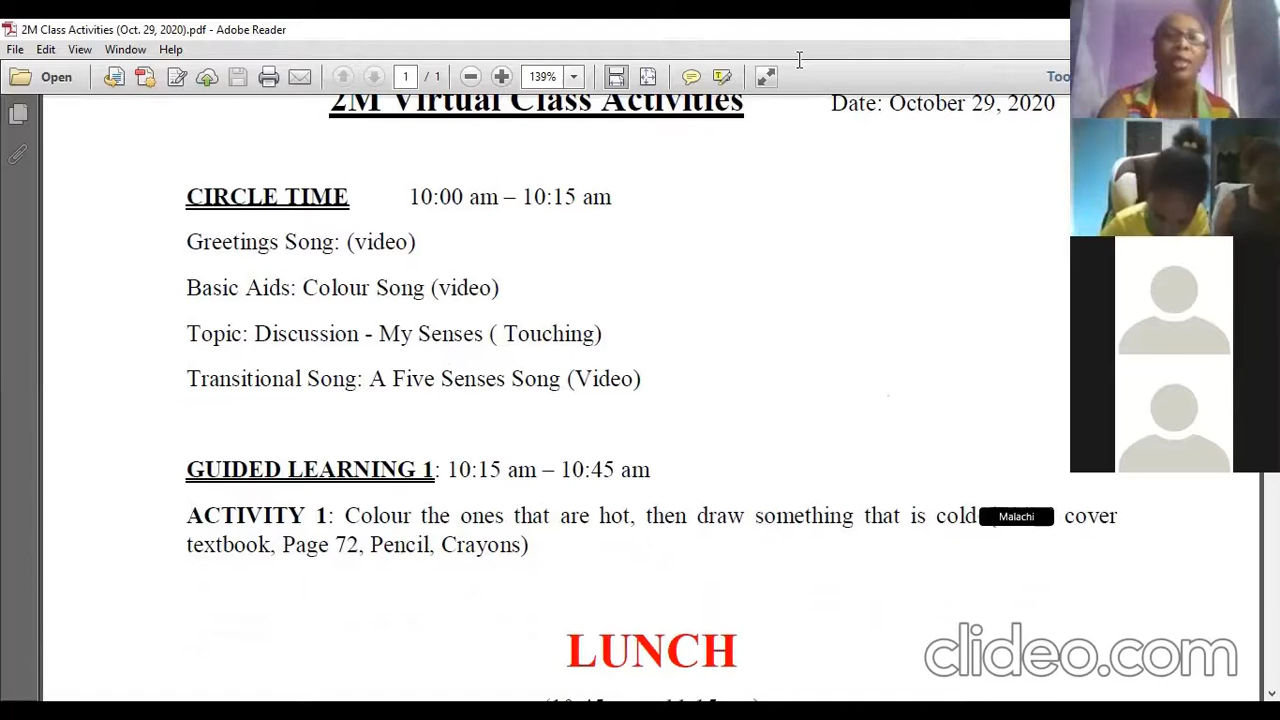 2M Class Activities (Oct. 29, 2020).pdf - Adobe Reader
File Edit View Window Help
Open 1 / 1 139% Too
2M Virtual Class Activities Date: October 29, 2020
CIRCLE TIME 10:00 am – 10:15 am
Greetings Song: (video)
Basic Aids: Colour Song (video)
Topic: Discussion - My Senses ( Touching)
Transitional Song: A Five Senses Song (Video)
GUIDED LEARNING 1: 10:15 am – 10:45 am
ACTIVITY 1: Colour the ones that are hot, then draw something that is cold Malachi cover
textbook, Page 72, Pencil, Crayons)
LUNCH
clideo.com